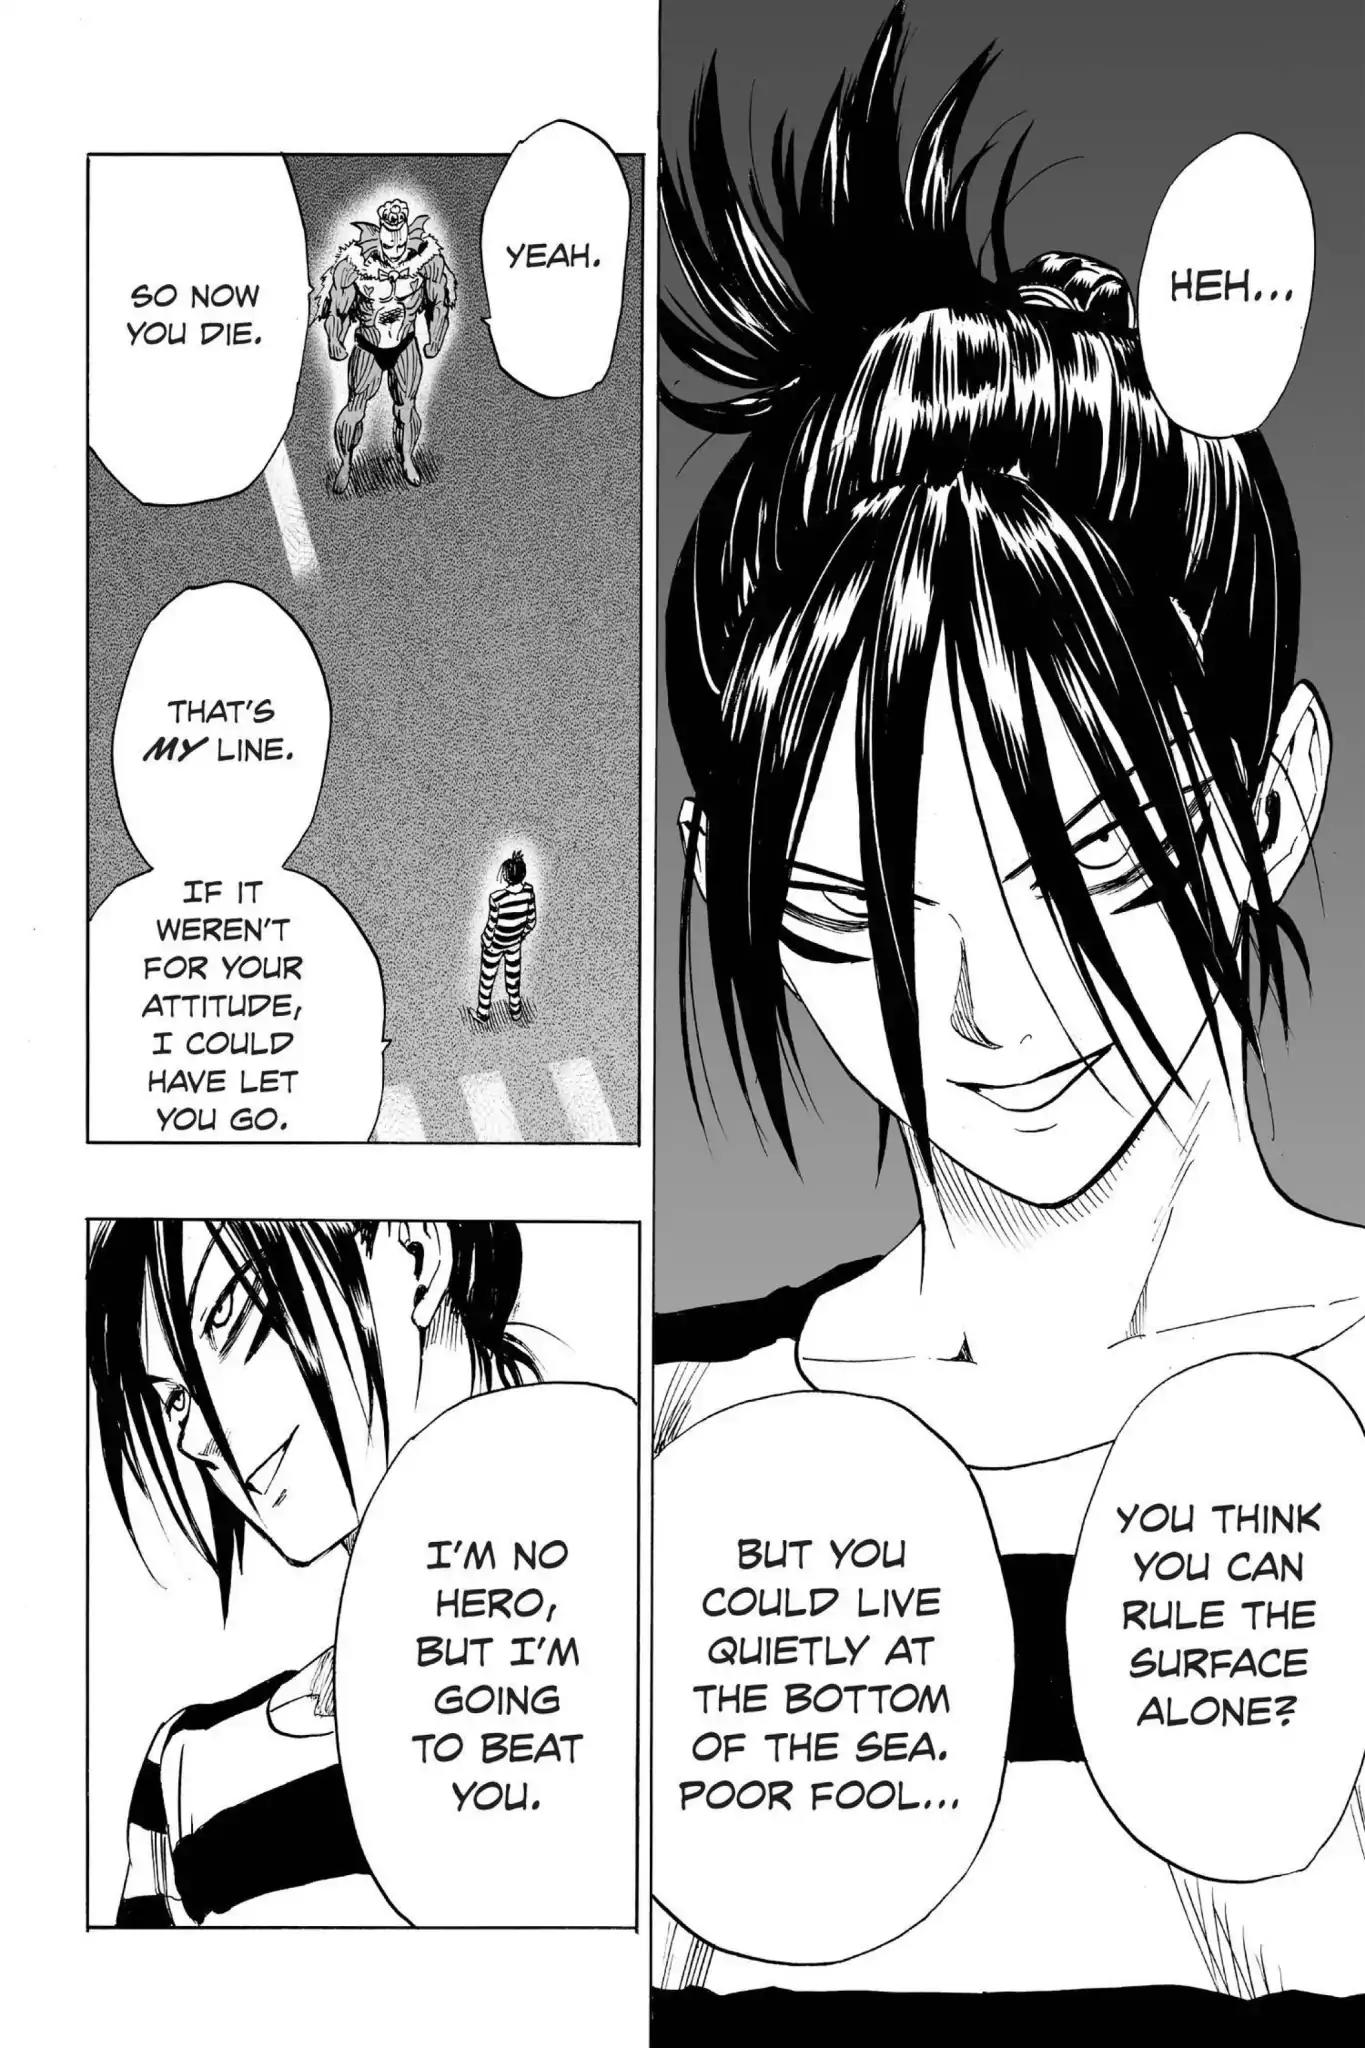 HEH...
YOU THINK
YOU CAN
RULE THE
SURFACE
ALONE?
BUT YOU
COULD LIVE
QUIETLY AT
THE BOTTOM
OF THE SEA.
POOR FOOL...
YEAH.
SO NOW
YOU DIE.
THAT'S
MY LINE.
IF IT
WEREN'T
FOR YOUR
ATTITUDE,
I COULD
HAVE LET
YOU GO.
I'M NO
HERO,
BUT I'M
GOING
TO BEAT
YOU.